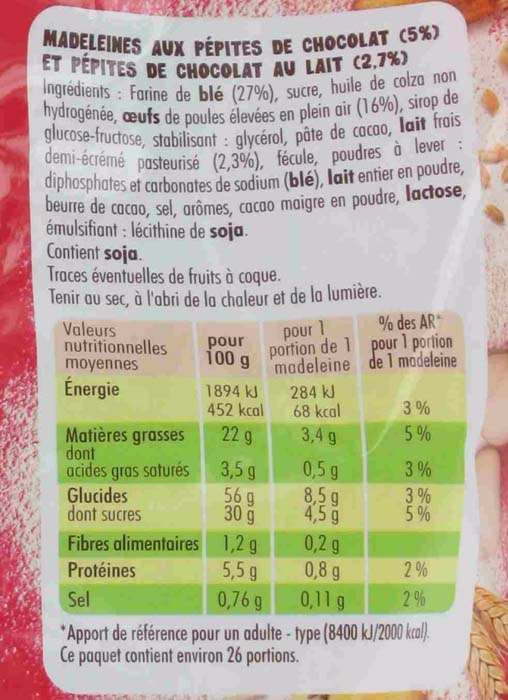 MADELEINES AUX PÉPITES DE CHOCOLAT (5%)
ET PÉPITES DE CHOCOLAT AU LAIT (2,7%)
Ingrédients : Farine de blé (27%), sucre, huile de colza non
hydrogénée, œufs de poules élevées en plein air (16%), sirop de
glucose-fructose, stabilisant : glycérol, pâte de cacao, lait frais
demi-écrémé pasteurisé (2,3%), fécule, poudres à lever :
diphosphates et carbonates de sodium (blé), lait entier en poudre,
beurre de cacao, sel, arômes, cacao maigre en poudre, lactose,
émulsifiant : lécithine de soja.
Contient soja.
Traces éventuelles de fruits à coque.
Tenir au sec, à l'abri de la chaleur et de la lumière.
Valeurs nutritionnelles moyennes pour 100 g pour 1 portion de 1 madeleine % des AR* pour 1 portion de 1 madeleine
Énergie 1894 kJ 284 kJ
452 kcal 68 kcal 3 %
Matières grasses 22 g 3,4 g 5 %
dont
acides gras saturés 3,5 g 0,5 g 3 %
Glucides 56 g 8,5 g 3 %
dont sucres 30 g 4,5 g 5 %
Fibres alimentaires 1,2 g 0,2 g
Protéines 5,5 g 0,8 g 2 %
Sel 0,76 g 0,11 g 2 %
*Apport de référence pour un adulte - type (8400 kJ/2000 kcal).
Ce paquet contient environ 26 portions.